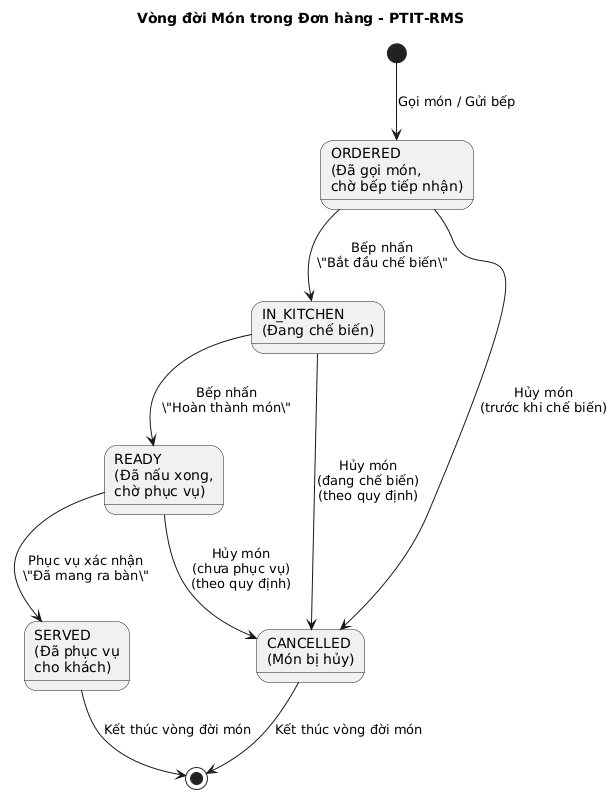 Vòng đời Món trong Đơn hàng - PTIT-RMS
Gọi món / Gửi bếp
ORDERED
(Đã gọi món,
chờ bếp tiếp nhận)
Bếp nhấn
\"Bắt đầu chế biến\"
IN_KITCHEN
(Đang chế biến)
Hủy món
(trước khi chế biến)
Bếp nhấn
\"Hoàn thành món\"
READY
(Đã nấu xong,
chờ phục vụ)
Hủy món
(đang chế biến)
(theo quy định)
Phục vụ xác nhận
\"Đã mang ra bàn\"
Hủy món
(chưa phục vụ)
(theo quy định)
SERVED
(Đã phục vụ
cho khách)
CANCELLED
(Món bị hủy)
Kết thúc vòng đời món
Kết thúc vòng đời món